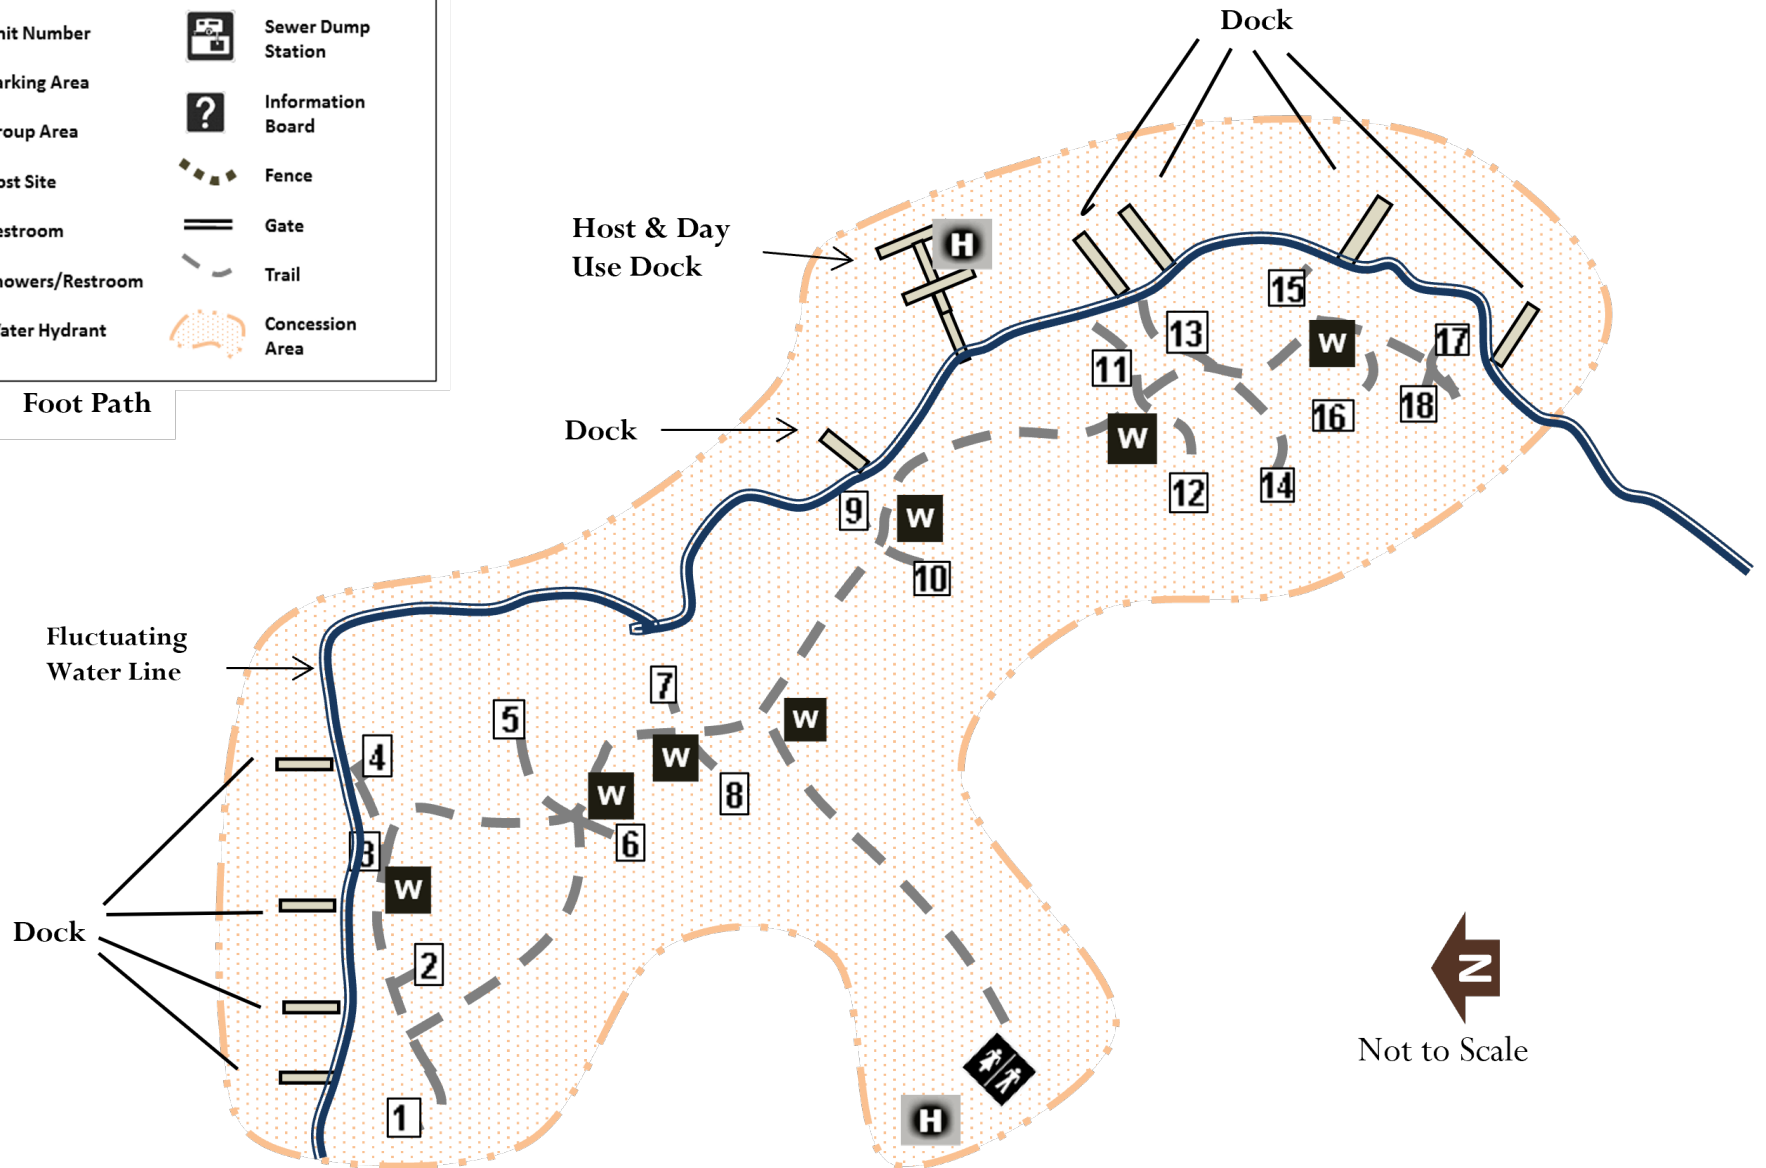 Sewer Dump
Station
Information
Board
Fence
Gate
Trail
Concession
Area
nit Number
arking Area
roup Area
ost Site
estroom
howers/Restroom
ater Hydrant
Foot Path
Dock
Host & Day
Use Dock
H
Dock
Fluctuating
Water Line
Dock
15
13
W
17
11
18
16
W
14
12
9
W
10
7
5
W
4
W
8
W
6
3
W
2
1
H
N
Not to Scale